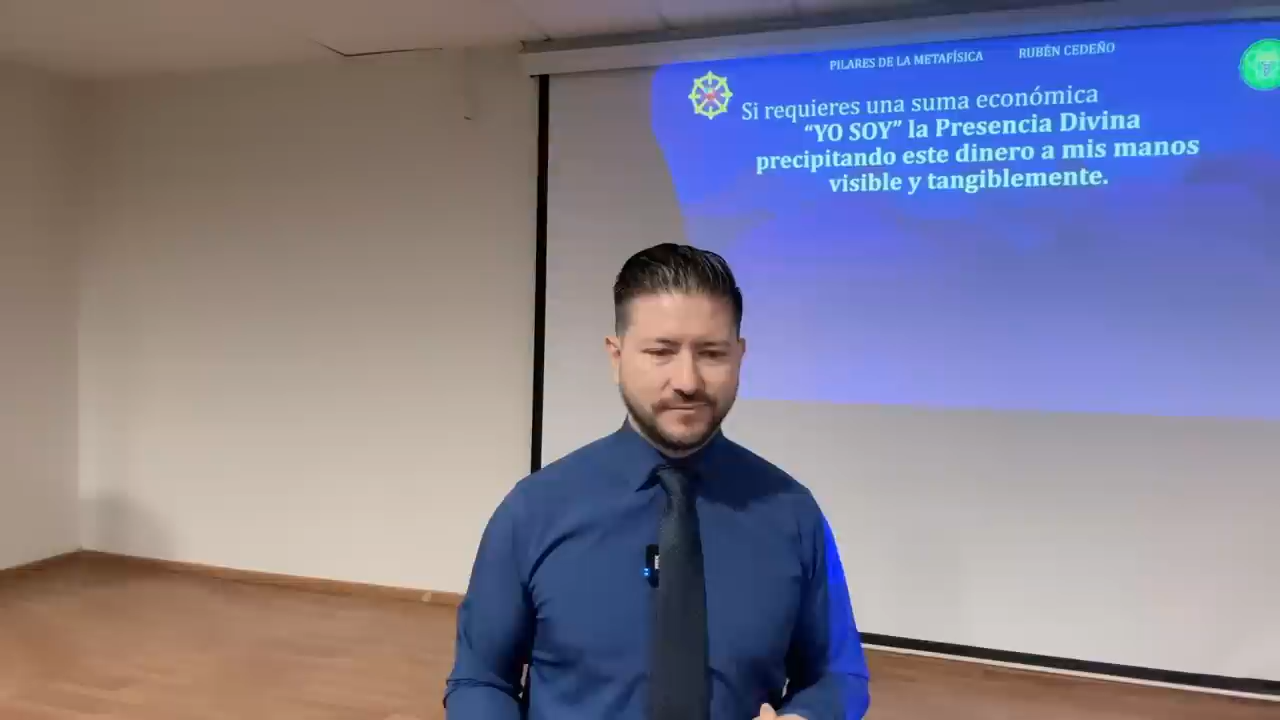 PILARES DE LA METAFÍSICA RUBÉN CEDEÑO
Si requieres una suma económica
“YO SOY” la Presencia Divina
precipitando este dinero a mis manos
visible y tangiblemente.